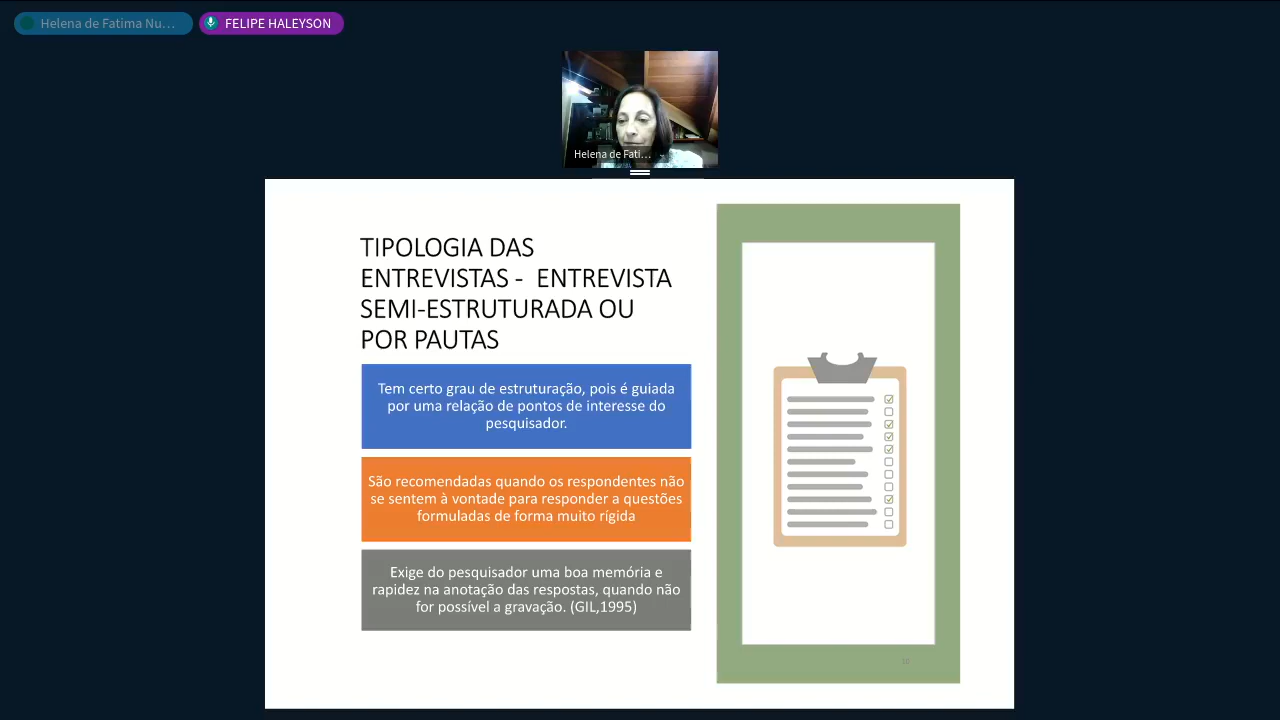 Helena de Fatima Nu...
FELIPE HALEYSON
Helena de Fati...
TIPOLOGIA DAS
ENTREVISTAS - ENTREVISTA
SEMI-ESTRUTURADA OU
POR PAUTAS
Tem certo grau de estruturação, pois é guiada
por uma relação de pontos de interesse do
pesquisador.
São recomendadas quando os respondentes não
se sentem à vontade para responder a questões
formuladas de forma muito rígida
Exige do pesquisador uma boa memória e
rapidez na anotação das respostas, quando não
for possível a gravação. (GIL,1995)